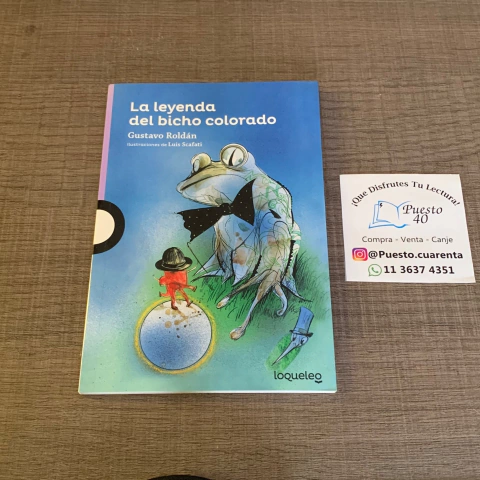 La leyenda
del bicho colorado
Gustavo Roldán
ilustraciones de Luis Scafati
loqueleo
¡Que Disfrutes Tu Lectura!
Puesto
40
Compra - Venta - Canje
@Puesto.cuarenta
11 3637 4351